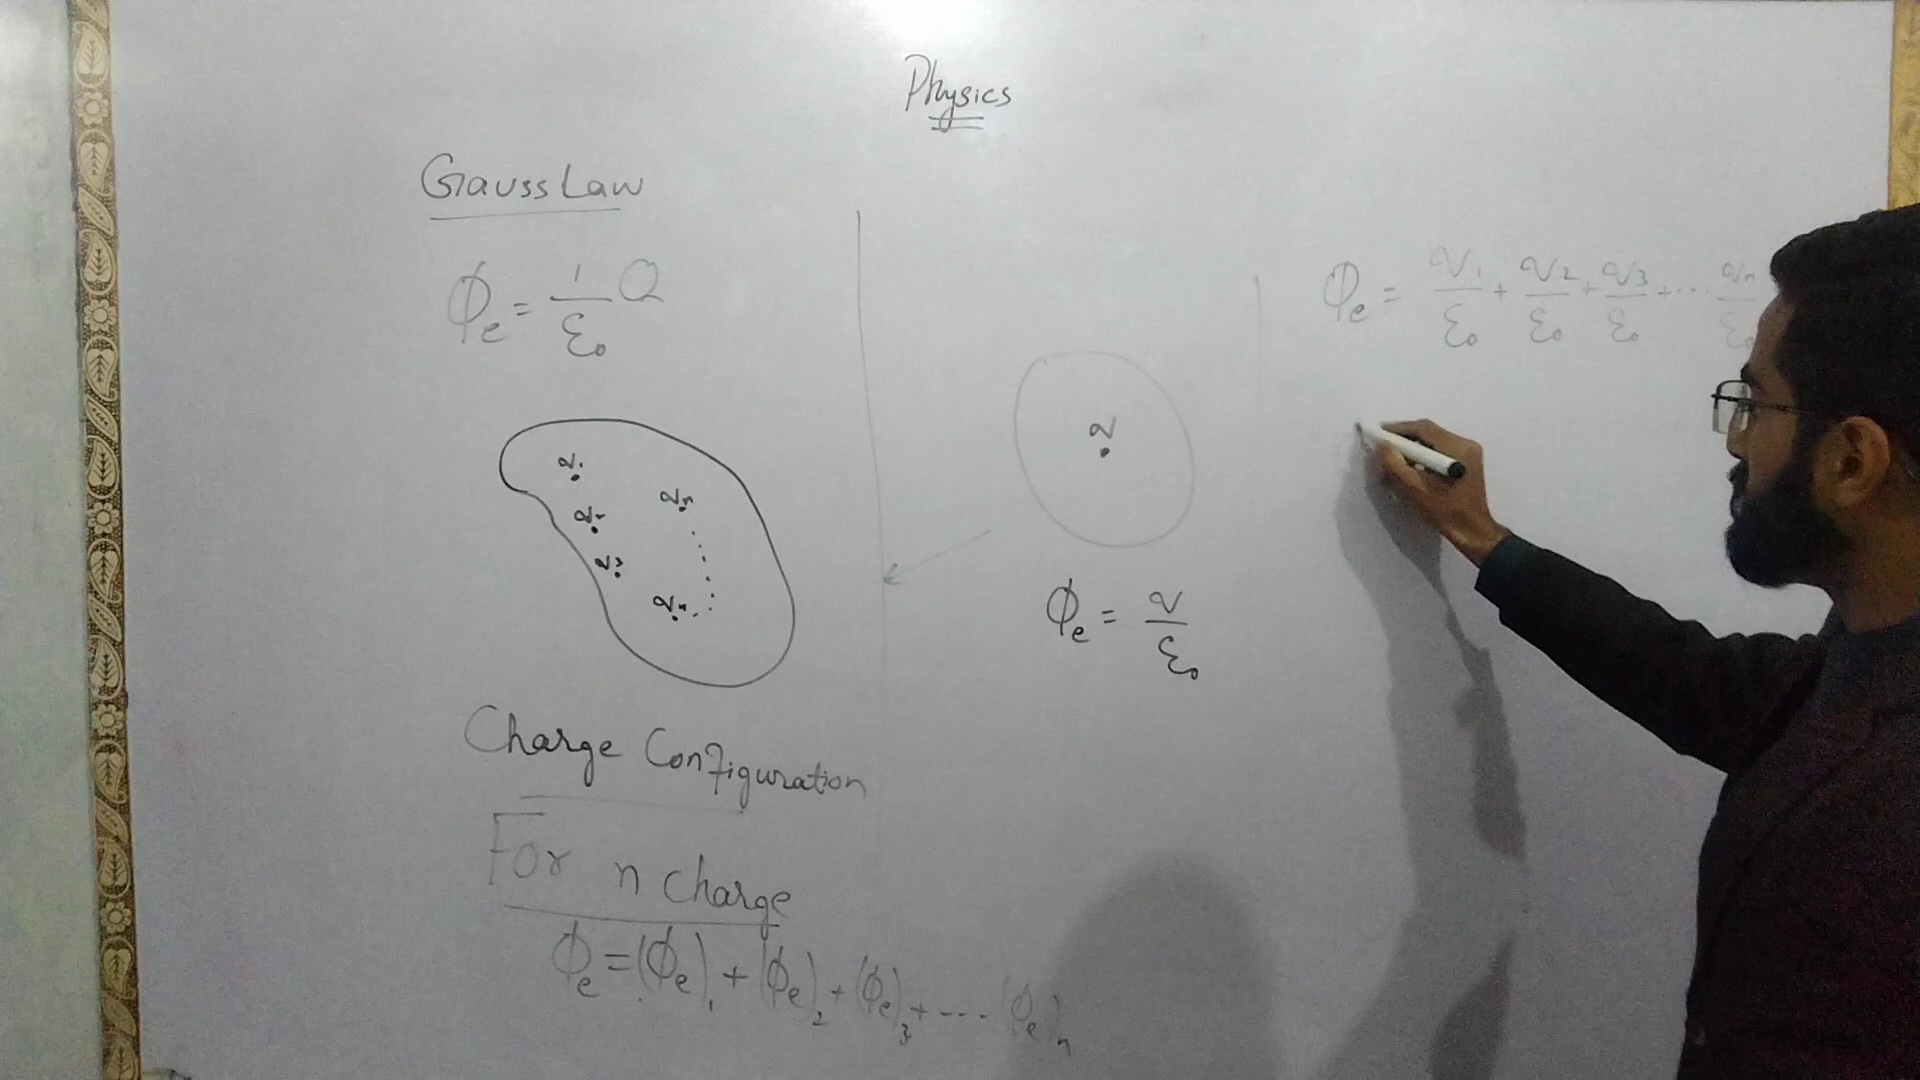 Physics
Gauss Law
ϕe = 1/ε₀ Q
q₁
q₂
q₃
q₄
qₙ
Charge Configuration
For n charge
ϕe = (ϕe)₁ + (ϕe)₂ + (ϕe)₃ + ---- (ϕe)ₙ
q
ϕe = q/ε₀
ϕe = q₁/ε₀ + q₂/ε₀ + q₃/ε₀ + ... qₙ/ε₀